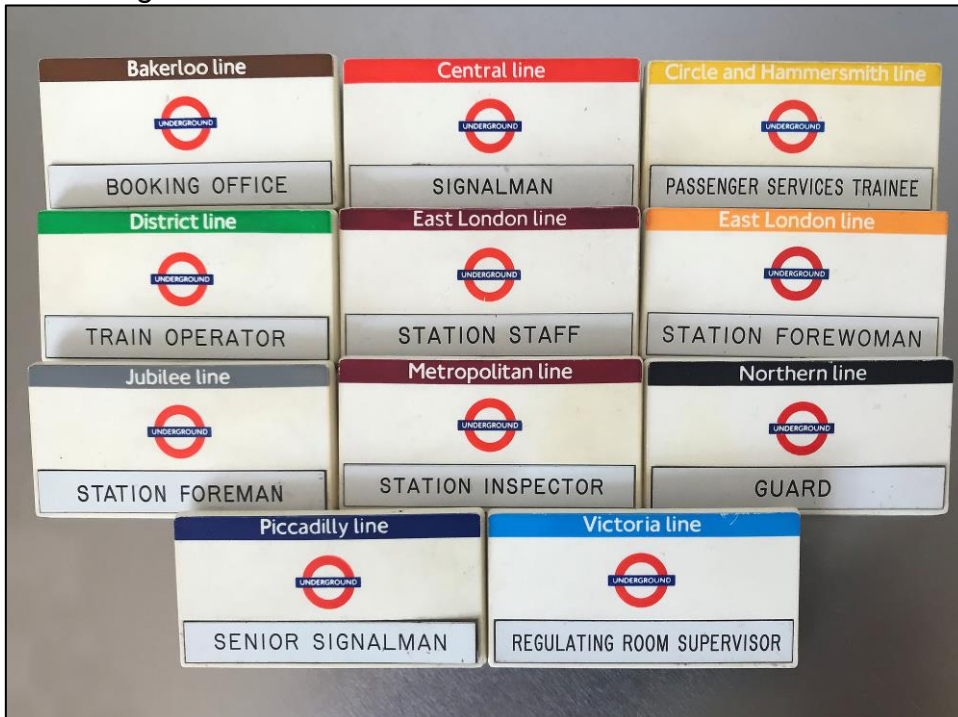 Bakerloo line
UNDERGROUND
BOOKING OFFICE
Central line
UNDERGROUND
SIGNALMAN
Circle and Hammersmith line
UNDERGROUND
PASSENGER SERVICES TRAINEE
District line
UNDERGROUND
TRAIN OPERATOR
East London line
UNDERGROUND
STATION STAFF
East London line
UNDERGROUND
STATION FOREWOMAN
Jubilee line
UNDERGROUND
STATION FOREMAN
Metropolitan line
UNDERGROUND
STATION INSPECTOR
Northern line
UNDERGROUND
GUARD
Piccadilly line
UNDERGROUND
SENIOR SIGNALMAN
Victoria line
UNDERGROUND
REGULATING ROOM SUPERVISOR